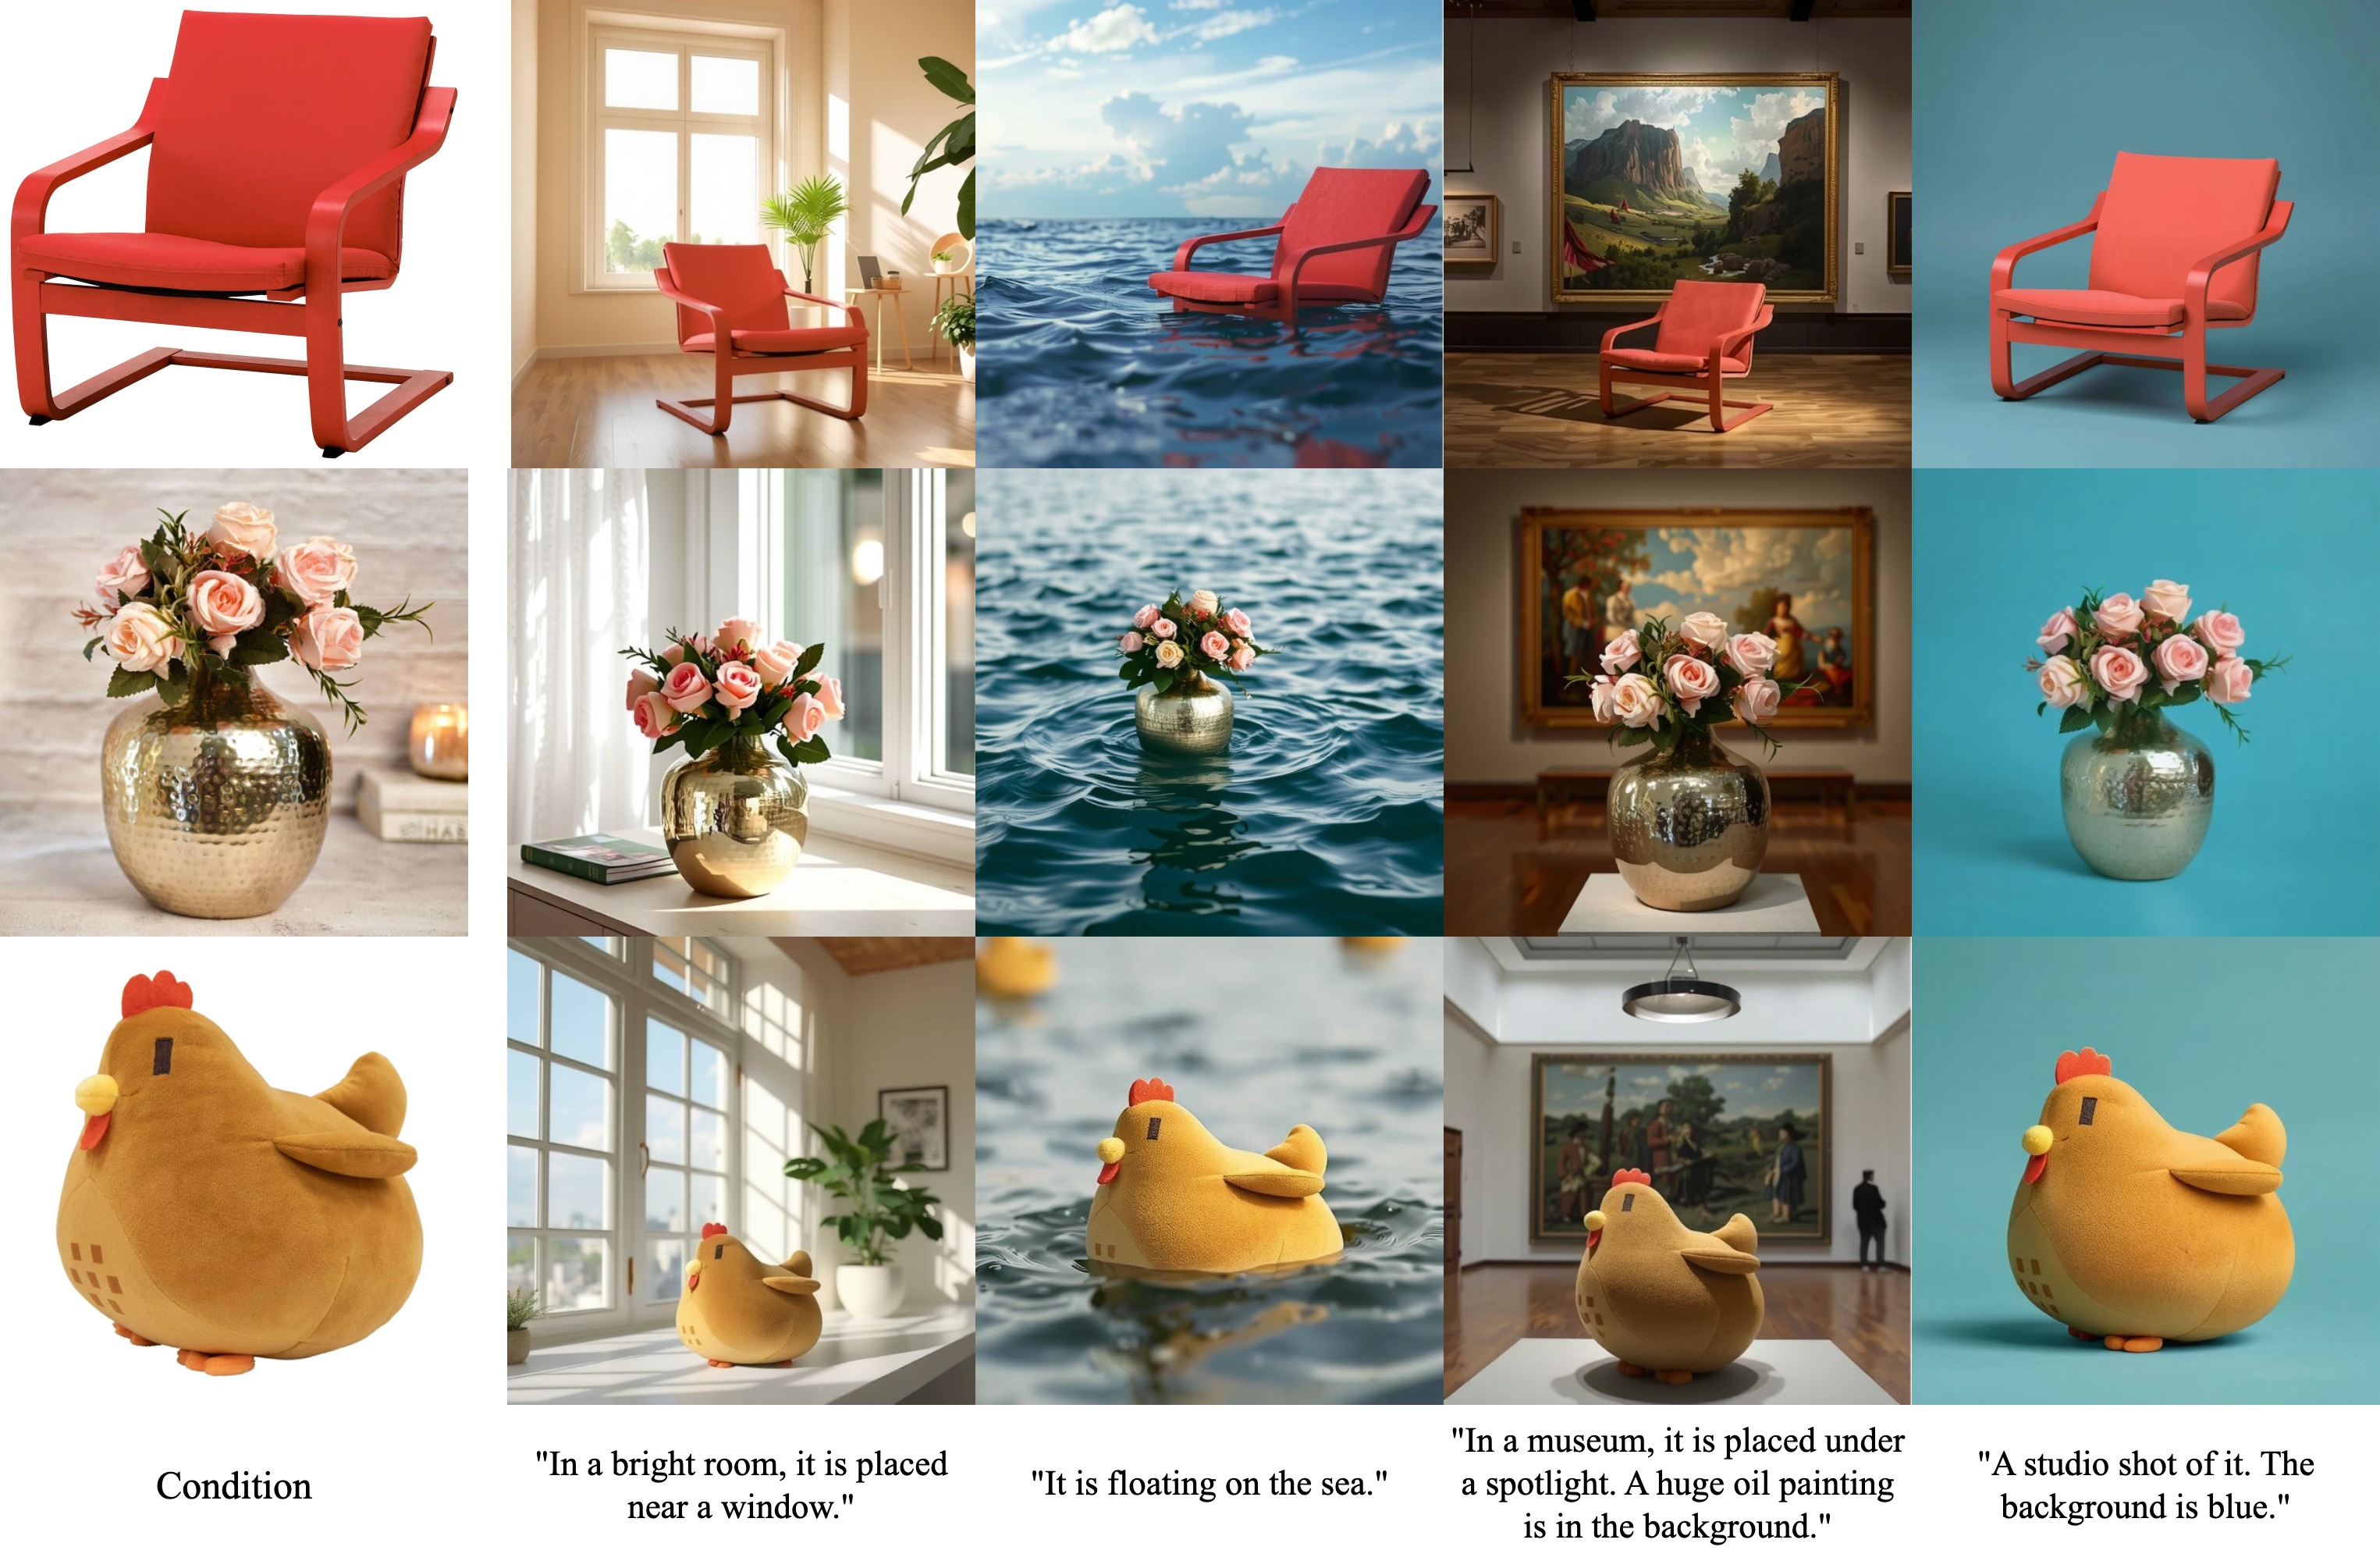 HAB
Condition
"In a bright room, it is placed
near a window."
"It is floating on the sea."
"In a museum, it is placed under
a spotlight. A huge oil painting
is in the background."
"A studio shot of it. The
background is blue."